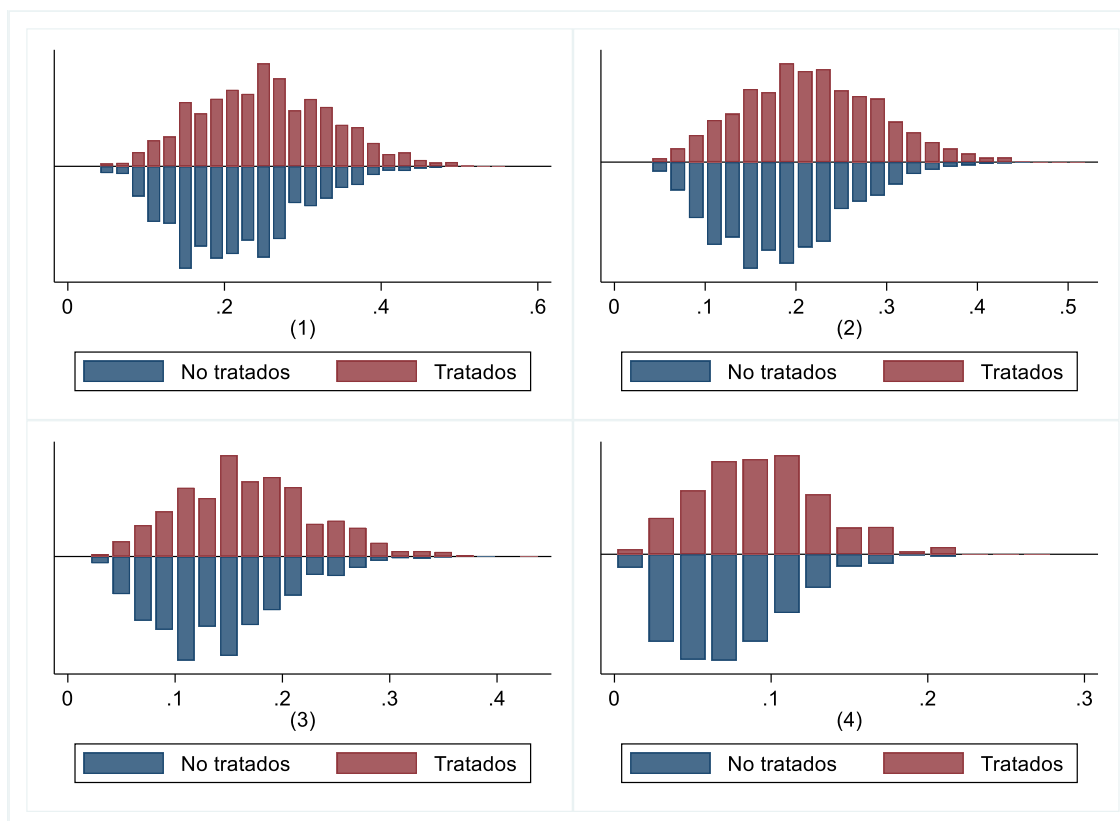 0 .2 .4 .6
(1)
No tratados Tratados
0 .1 .2 .3 .4 .5
(2)
No tratados Tratados
0 .1 .2 .3 .4
(3)
No tratados Tratados
0 .1 .2 .3
(4)
No tratados Tratados